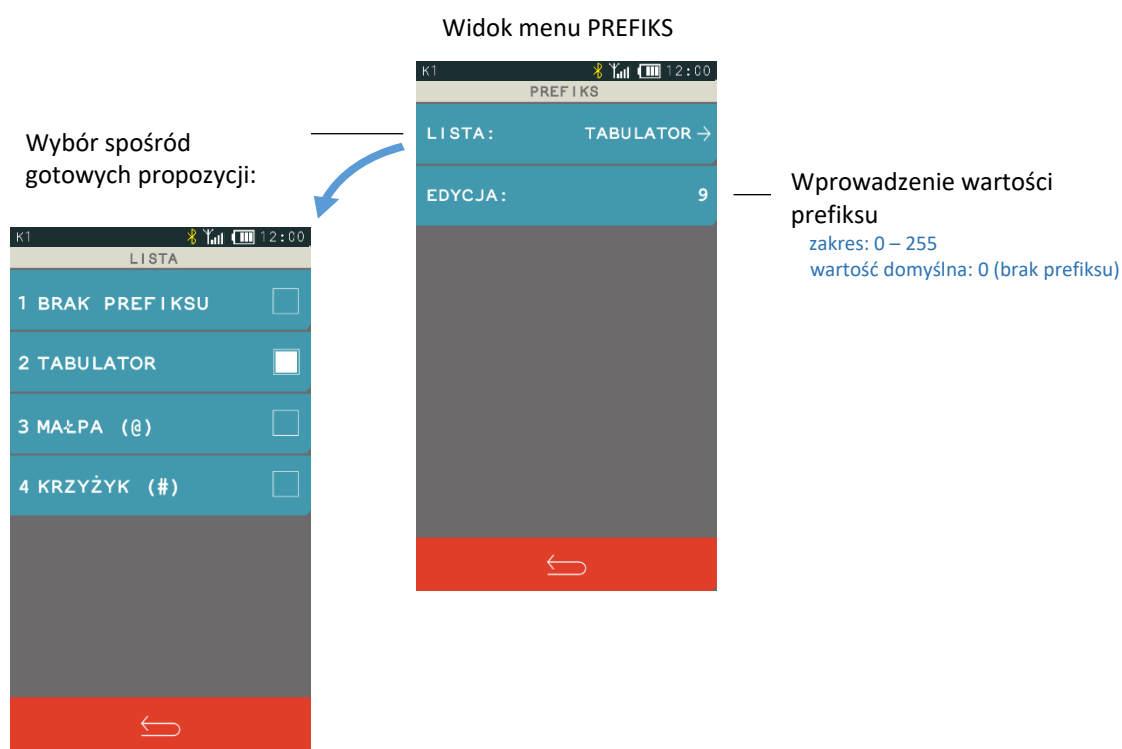 Widok menu PREFIKS
K1 12:00
PREFIKS
LISTA: TABULATOR
EDYCJA: 9
Wybór spośród
gotowych propozycji:
Wprowadzenie wartości
prefiksu
zakres: 0 – 255
wartość domyślna: 0 (brak prefiksu)
K1 12:00
LISTA
1 BRAK PREFIKSU
2 TABULATOR
3 MAŁPA (@)
4 KRZYŻYK (#)